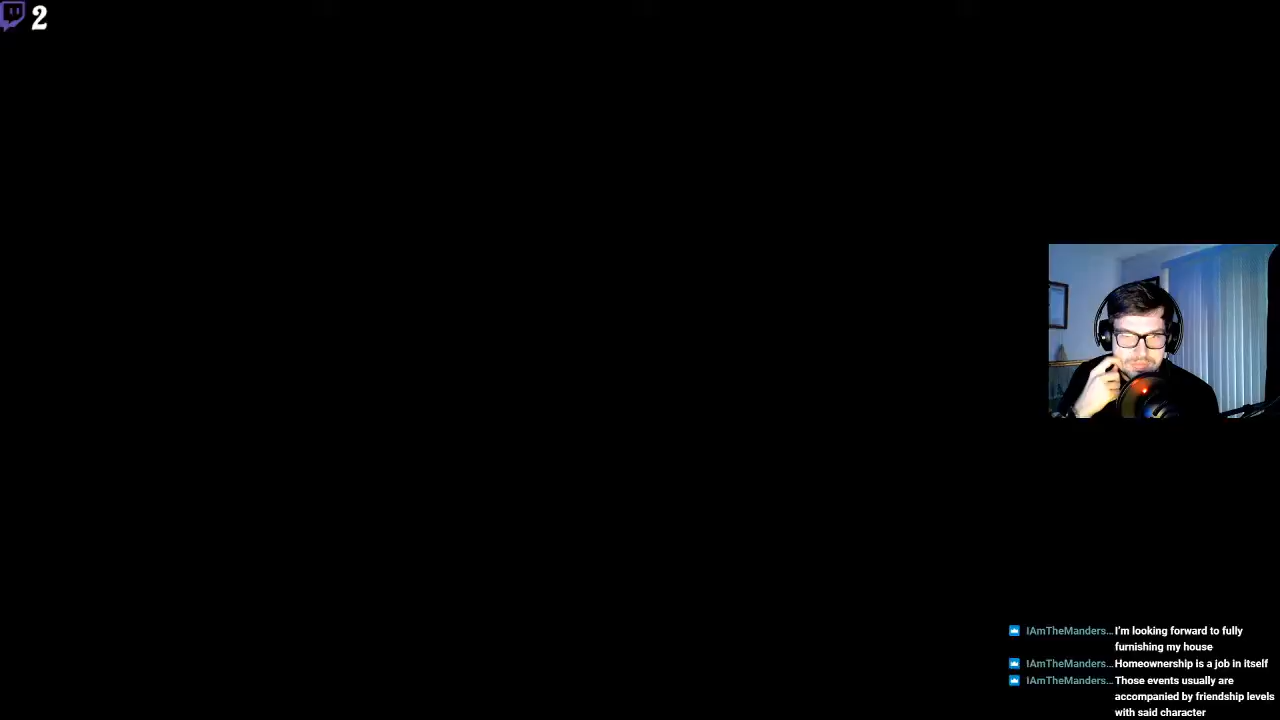 2
IAmTheManders... I'm looking forward to fully
furnishing my house
IAmTheManders... Homeownership is a job in itself
IAmTheManders... Those events usually are
accompanied by friendship levels
with said character